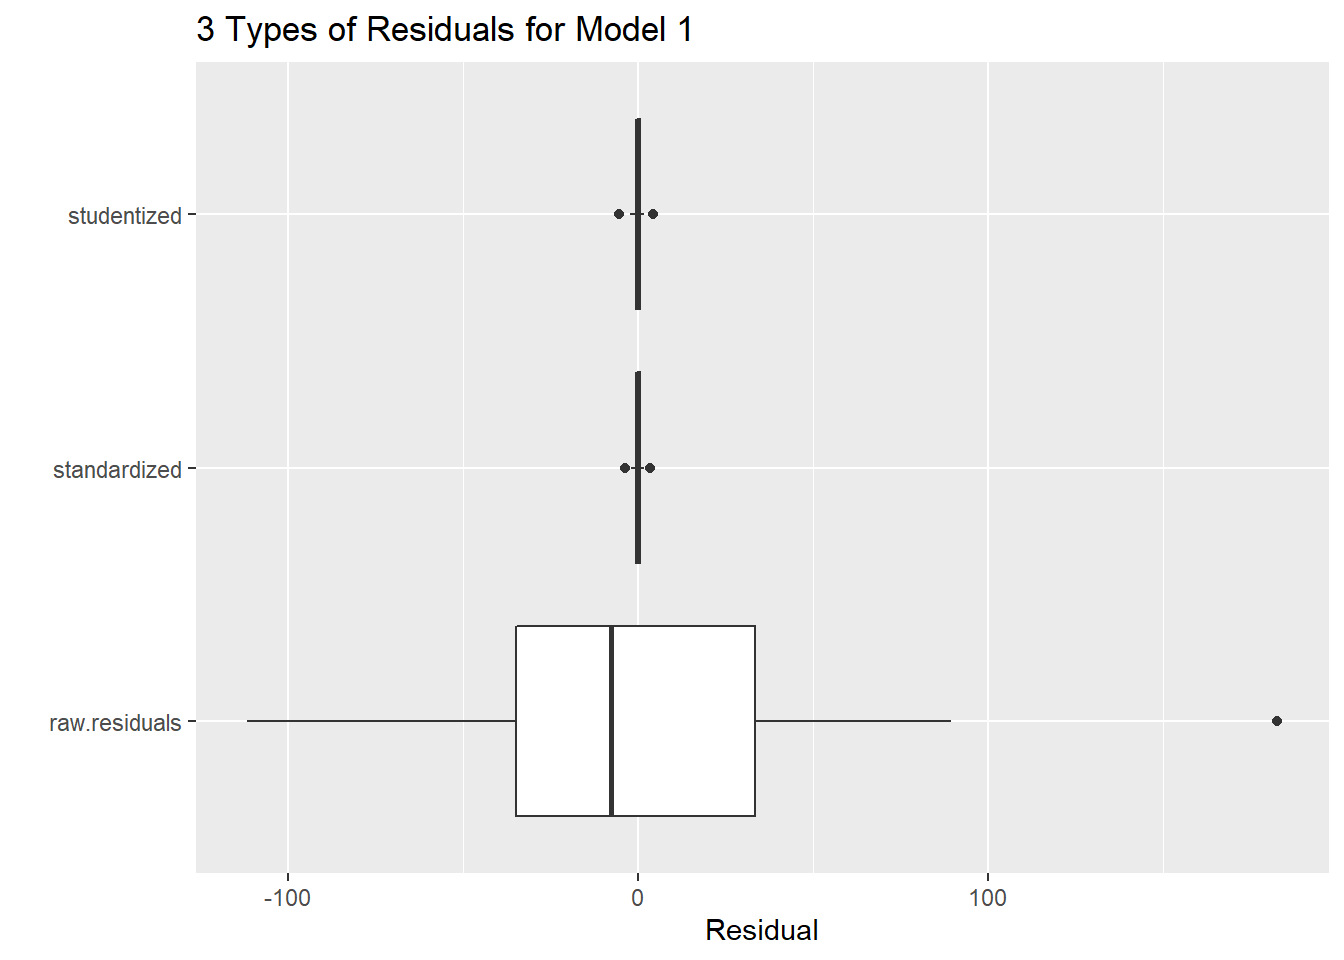 3 Types of Residuals for Model 1
studentized
standardized
raw.residuals
-100 0 100
Residual